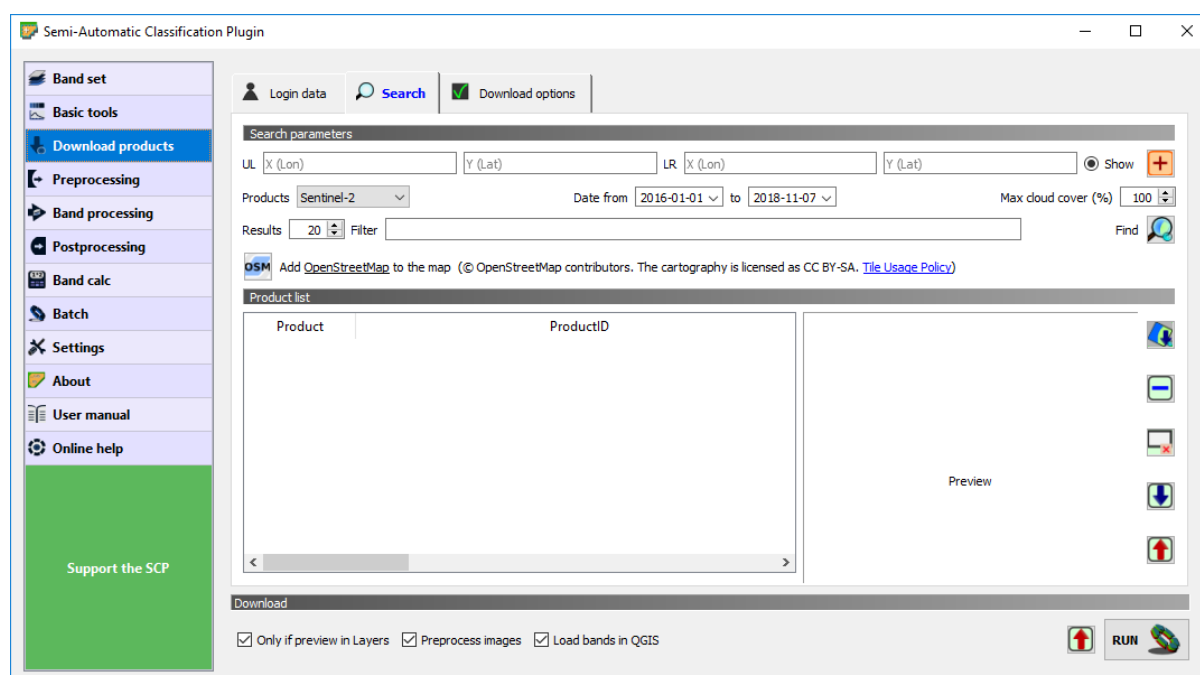 Semi-Automatic Classification Plugin
Band set
Basic tools
Download products
Preprocessing
Band processing
Postprocessing
Band calc
Batch
Settings
About
User manual
Online help
Support the SCP
Login data Search Download options
Search parameters
UL X (Lon) Y (Lat) LR X (Lon) Y (Lat) Show
Products Sentinel-2 Date from 2016-01-01 to 2018-11-07 Max cloud cover (%) 100
Results 20 Filter Find
OSM Add OpenStreetMap to the map (© OpenStreetMap contributors. The cartography is licensed as CC BY-SA. Tile Usage Policy)
Product list
Product ProductID
Preview
Download
Only if preview in Layers Preprocess images Load bands in QGIS RUN